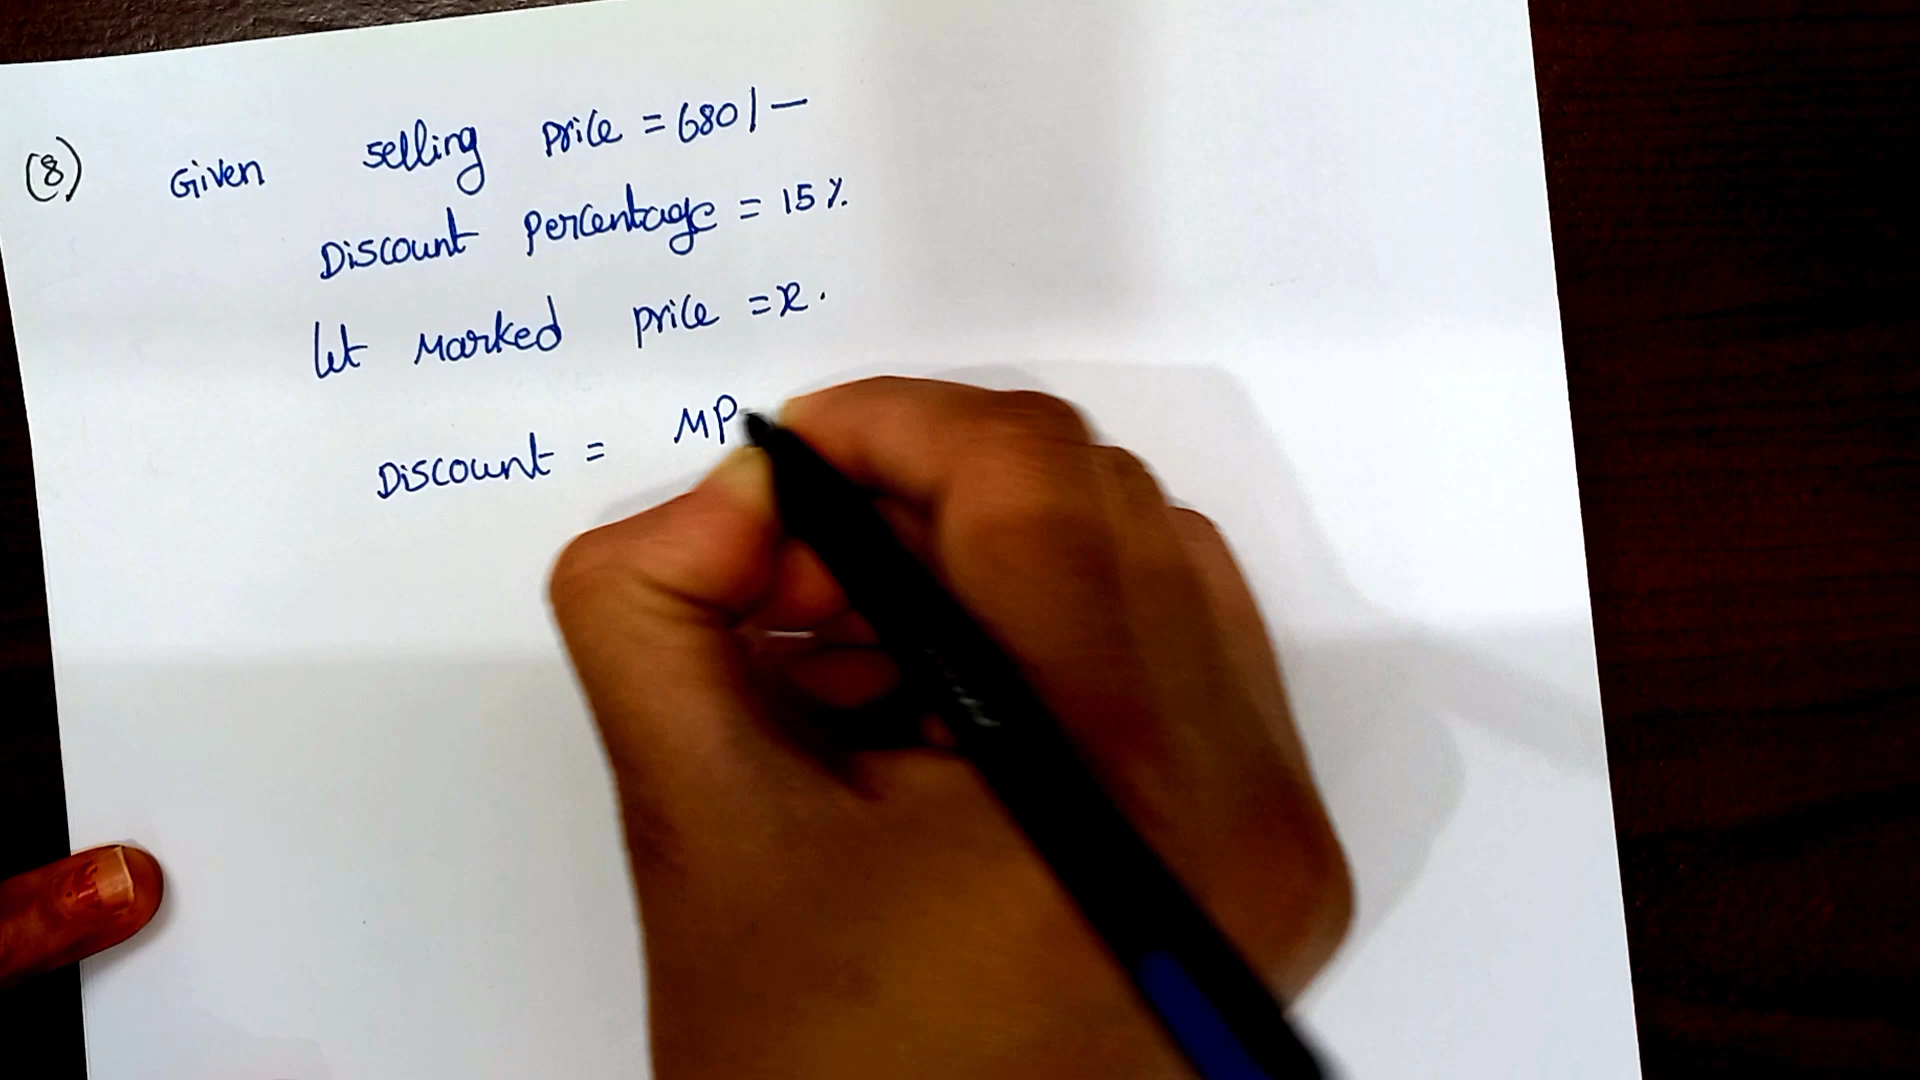 (8) Given selling price = 680/-
Discount percentage = 15%
let Marked price = x.
Discount = MP